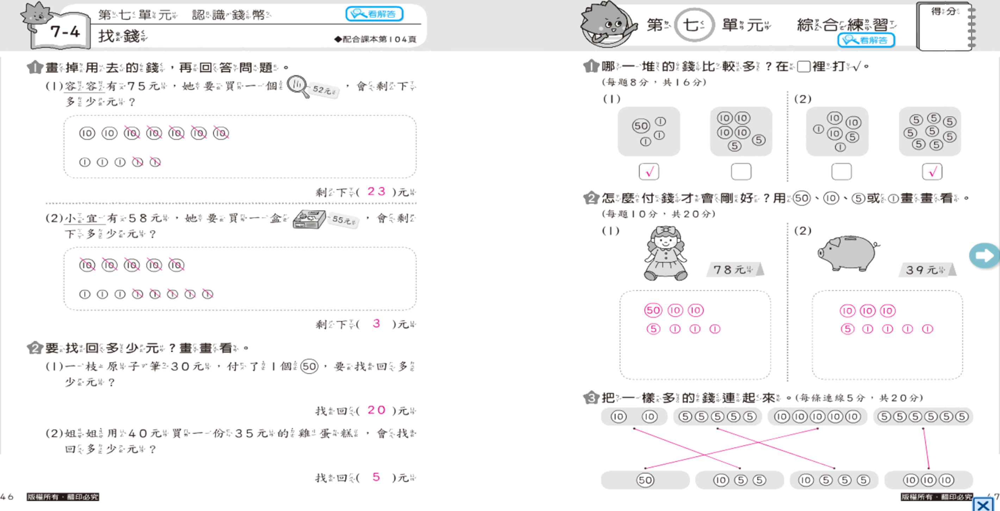 第七單元 認識錢幣
看解答
7-4
找錢
◆配合課本第104頁
1 畫掉用去的錢，再回答問題。
(1)容容有75元，她要買一個 52元 ，會剩下
多少元？
10 10 10 10 10 10 10
1 1 1 1 1
剩下( 23 )元
(2)小宜有58元，她要買一盒 55元 ，會剩
下多少元？
10 10 10 10 10
1 1 1 1 1 1 1 1
剩下( 3 )元
2 要找回多少元？畫畫看。
(1)一枝原子筆30元，付了1個50，要找回多
少元？
找回( 20 )元
(2)姐姐用40元買一份35元的雞蛋糕，會找
回多少元？
找回( 5 )元
46 版權所有‧翻印必究
第七單元 綜合練習
看解答
得分
1 哪一堆的錢比較多？在□裡打√。
(每題8分，共16分)
(1) (2)
50 1 1 1
10 10 10 10 5 5
10 10 1 10 5 1
5 5 5 5 5 5 5 5
√ √
2 怎麼付錢才會剛好？用50、10、5或1畫畫看。
(每題10分，共20分)
(1) (2)
78元 39元
50 10 10
5 1 1 1
10 10 10
5 1 1 1 1
3 把一樣多的錢連起來。(每條連線5分，共20分)
10 10 5 5 5 5 5 10 10 10 10 10 5 5 5 5 5 5
50 10 5 5 10 5 5 5 10 10 10
版權所有‧翻印必究 47